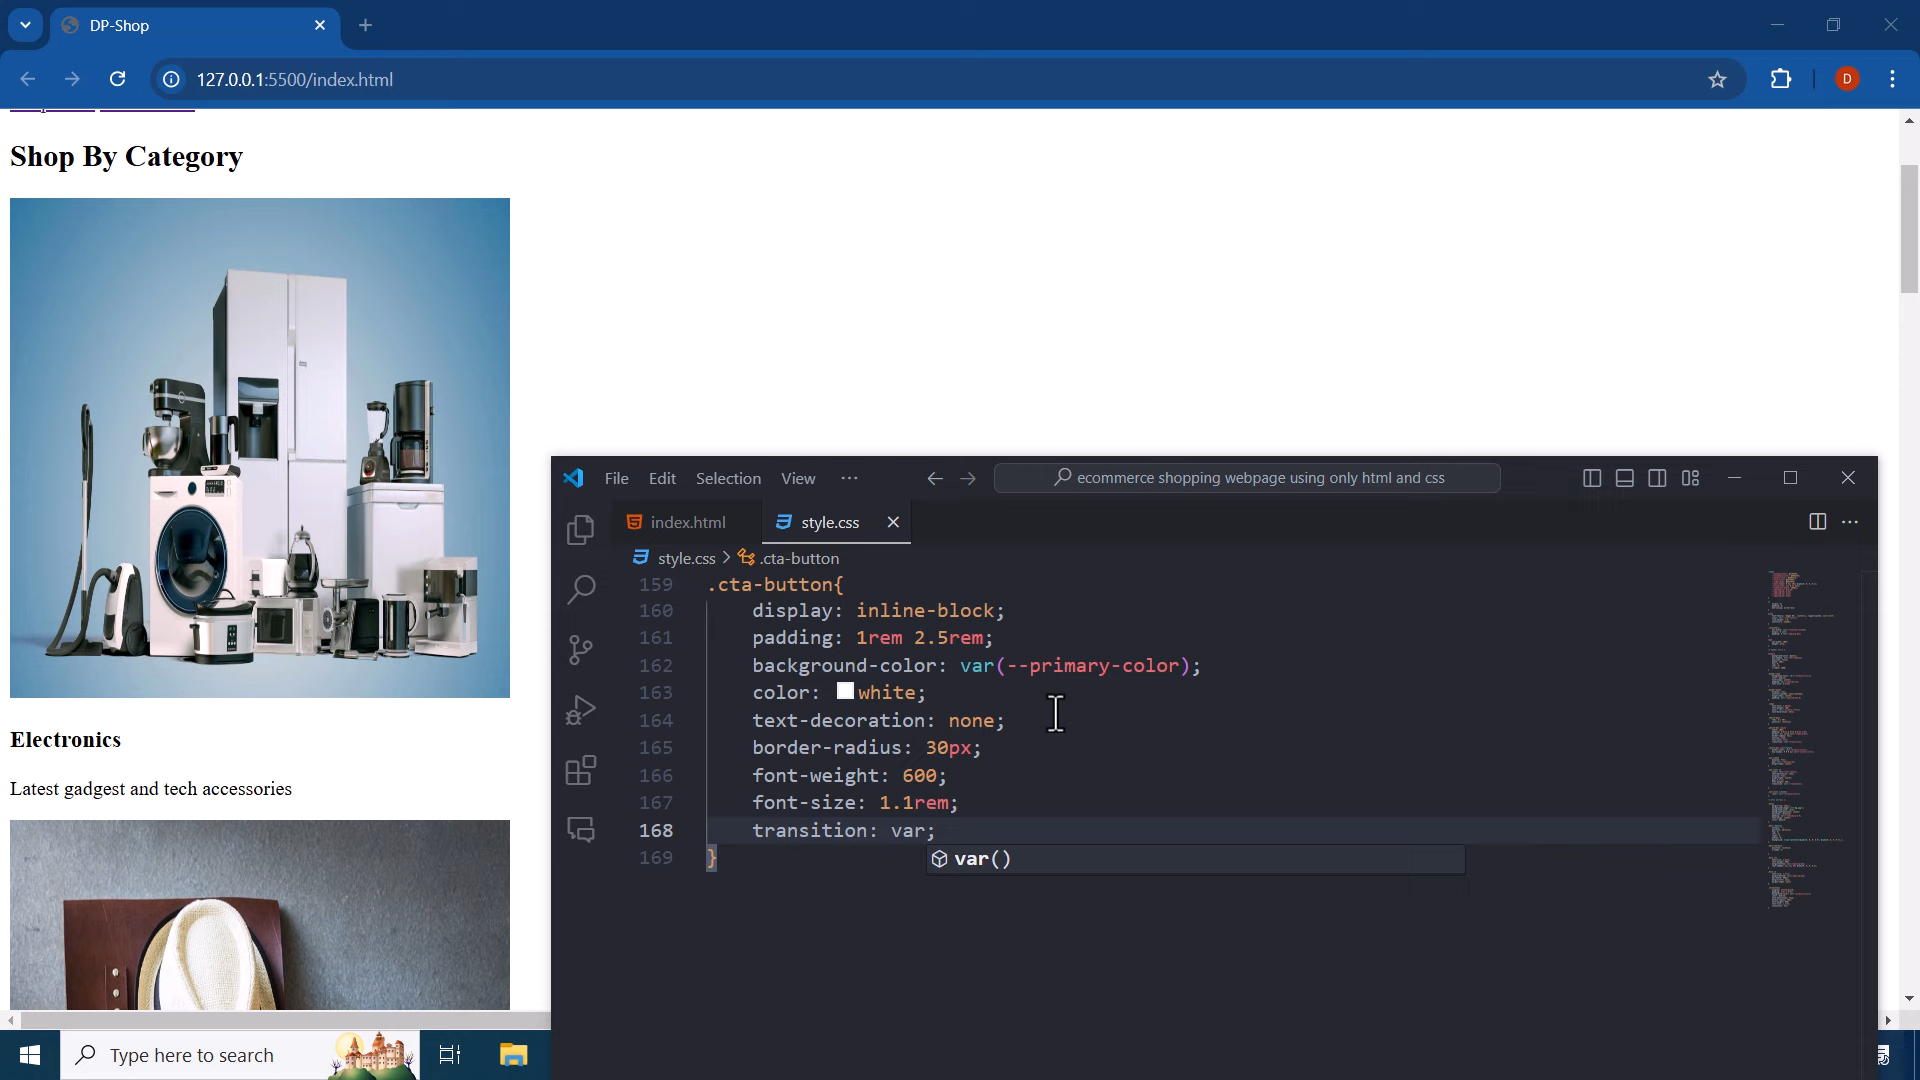 DP-Shop
127.0.0.1:5500/index.html
D
Shop By Category
Electronics
Latest gadgest and tech accessories
File Edit Selection View ···
ecommerce shopping webpage using only html and css
index.html
style.css
style.css > .cta-button
159 .cta-button{
160 display: inline-block;
161 padding: 1rem 2.5rem;
162 background-color: var(--primary-color);
163 color: white;
164 text-decoration: none;
165 border-radius: 30px;
166 font-weight: 600;
167 font-size: 1.1rem;
168 transition: var;
169 }
var()
Type here to search